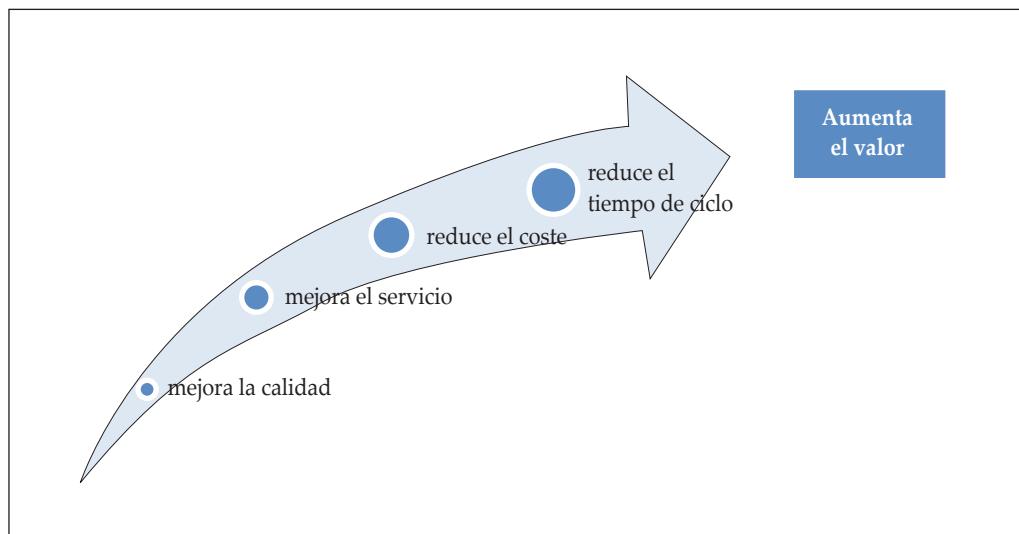 Aumenta
el valor
reduce el
tiempo de ciclo
reduce el coste
mejora el servicio
mejora la calidad